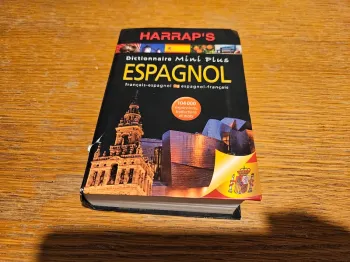 HARRAP'S
Dictionnaire Mini Plus
ESPAGNOL
français-espagnol espagnol-français